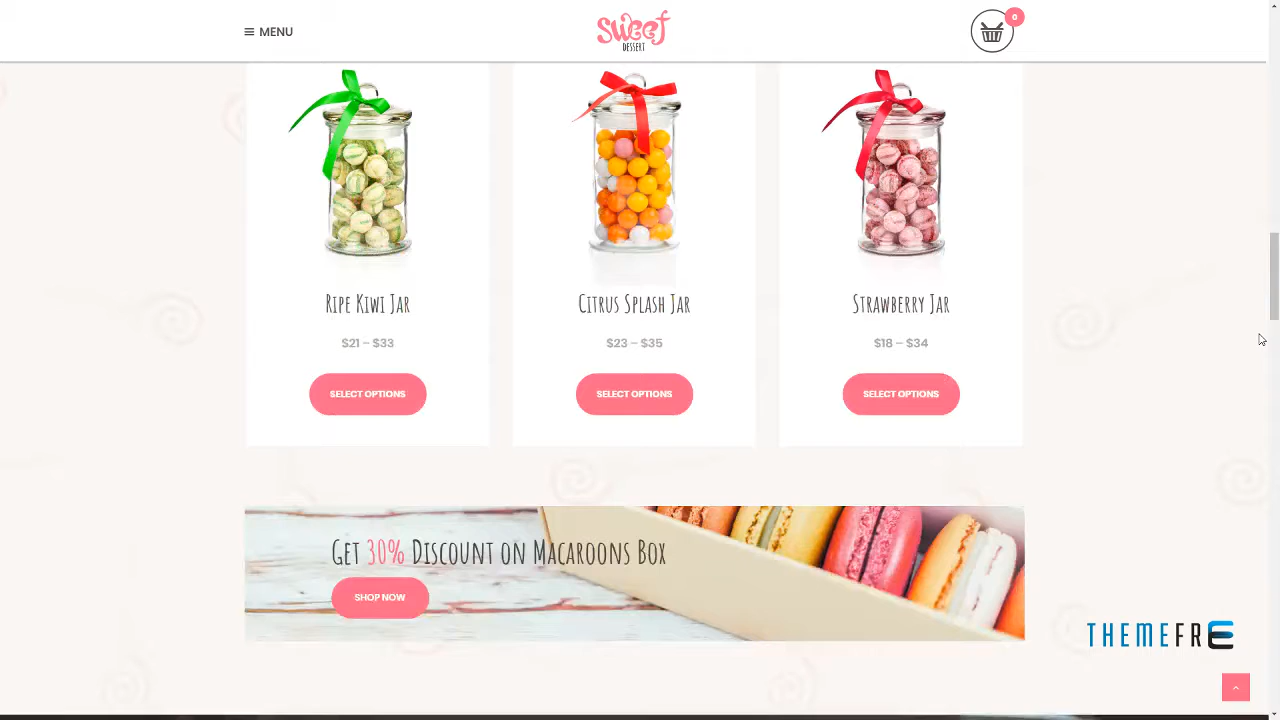 MENU
Sweet
DESSERT
0
Ripe Kiwi Jar
Citrus Splash Jar
Strawberry Jar
$21 – $33
$23 – $35
$18 – $34
SELECT OPTIONS
SELECT OPTIONS
SELECT OPTIONS
Get 30% Discount on Macaroons Box
SHOP NOW
THEMEFRE